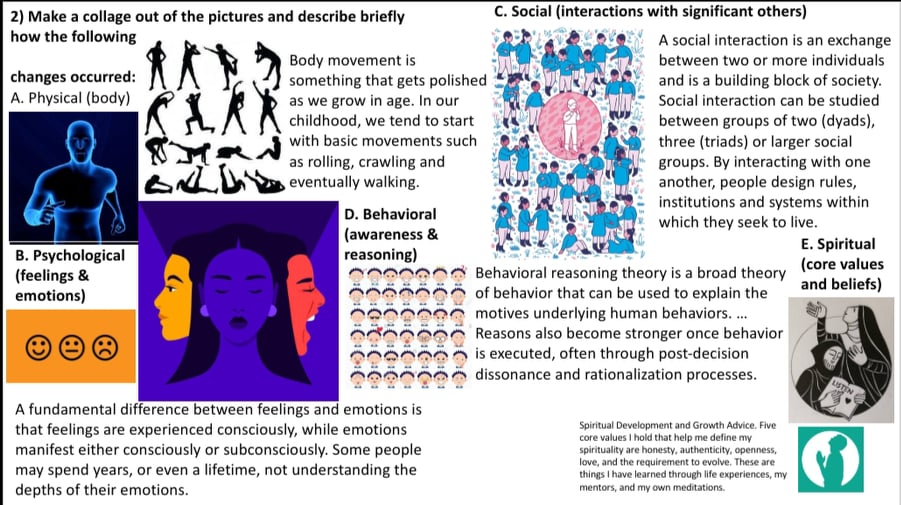 2) Make a collage out of the pictures and describe briefly
how the following
changes occurred:
A. Physical (body)
Body movement is
something that gets polished
as we grow in age. In our
childhood, we tend to start
with basic movements such
as rolling, crawling and
eventually walking.
B. Psychological
(feelings &
emotions)
A fundamental difference between feelings and emotions is
that feelings are experienced consciously, while emotions
manifest either consciously or subconsciously. Some people
may spend years, or even a lifetime, not understanding the
depths of their emotions.
C. Social (interactions with significant others)
A social interaction is an exchange
between two or more individuals
and is a building block of society.
Social interaction can be studied
between groups of two (dyads),
three (triads) or larger social
groups. By interacting with one
another, people design rules,
institutions and systems within
which they seek to live.
D. Behavioral
(awareness &
reasoning)
Behavioral reasoning theory is a broad theory
of behavior that can be used to explain the
motives underlying human behaviors. ...
Reasons also become stronger once behavior
is executed, often through post-decision
dissonance and rationalization processes.
E. Spiritual
(core values
and beliefs)
LISTEN
Spiritual Development and Growth Advice. Five
core values I hold that help me define my
spirituality are honesty, authenticity, openness,
love, and the requirement to evolve. These are
things I have learned through life experiences, my
mentors, and my own meditations.